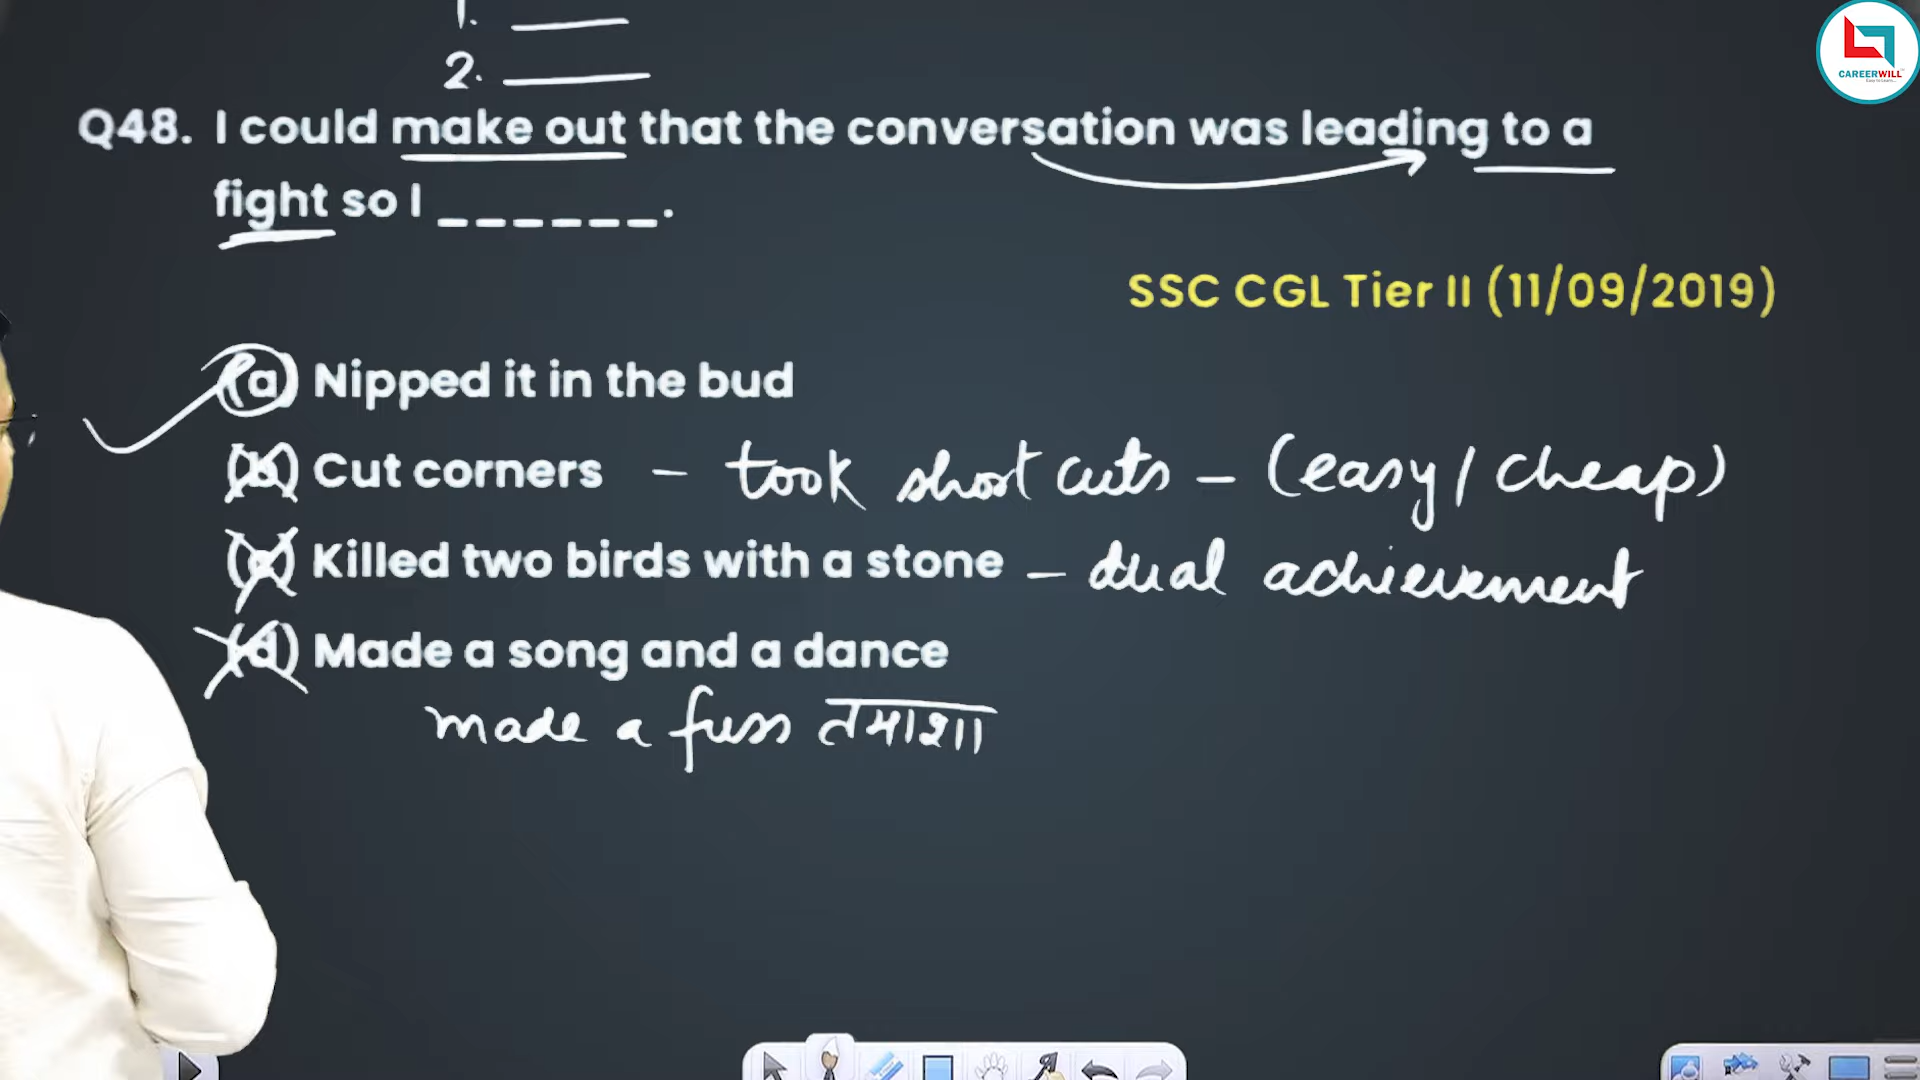 1.
2.
CAREERWILL
Q48. I could make out that the conversation was leading to a
fight so I ______.
SSC CGL Tier II (11/09/2019)
(a) Nipped it in the bud
(b) Cut corners – took short cuts – (easy / cheap)
(c) Killed two birds with a stone – dual achievement
(d) Made a song and a dance
made a fuss तमाशा